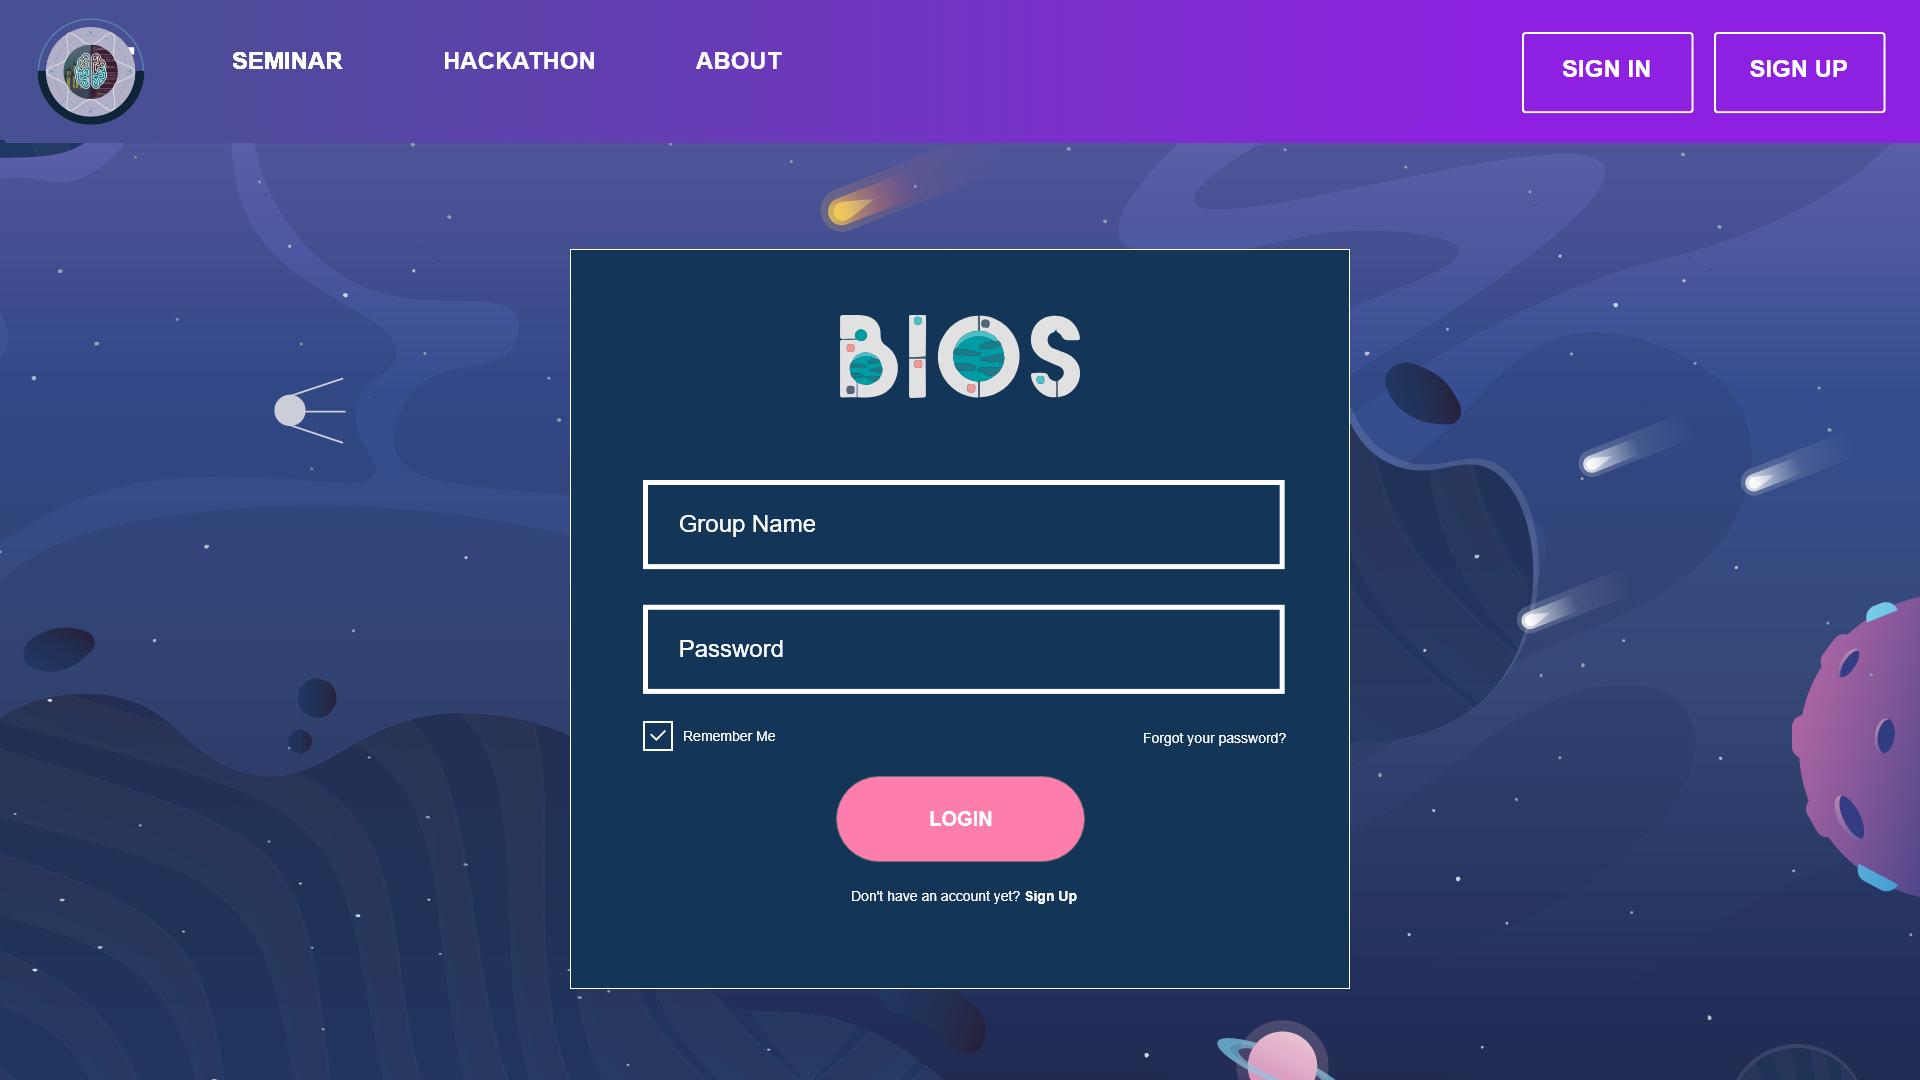 SEMINAR
HACKATHON
ABOUT
SIGN IN
SIGN UP
BIOS
Group Name
Password
Remember Me
Forgot your password?
LOGIN
Don't have an account yet? Sign Up